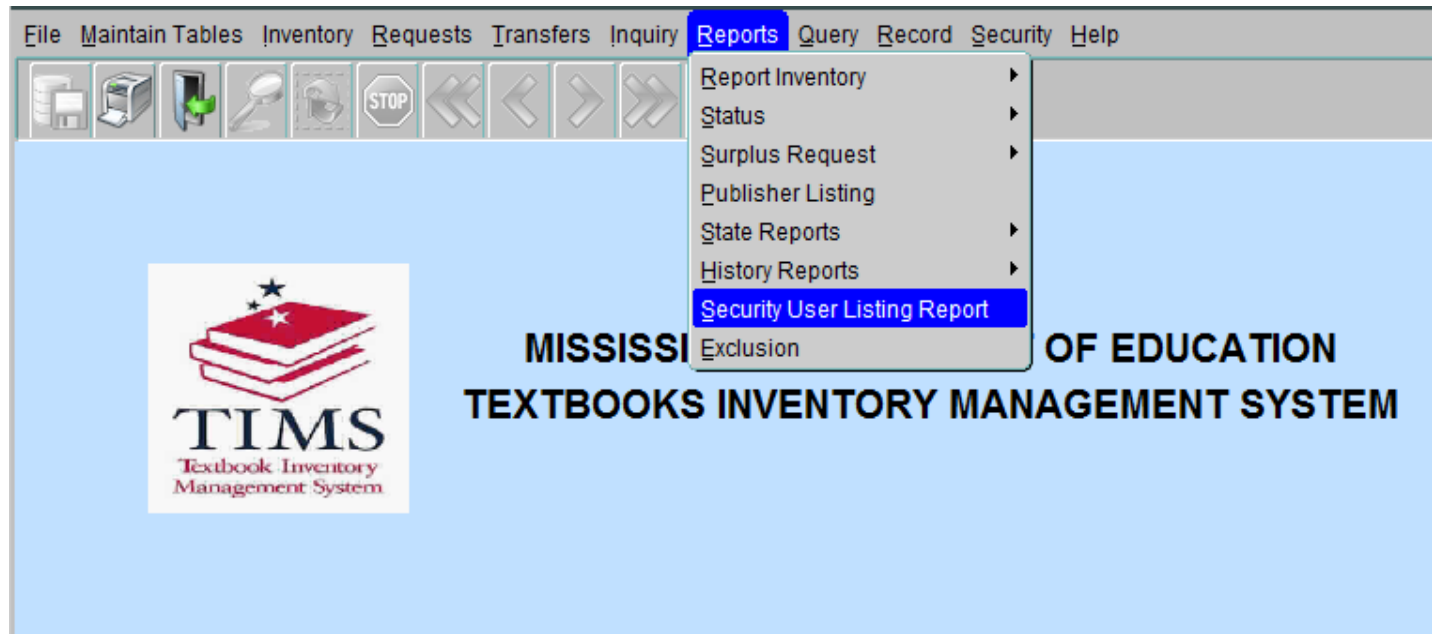 File Maintain Tables Inventory Requests Transfers Inquiry Reports Query Record Security Help
STOP
Report Inventory
Status
Surplus Request
Publisher Listing
State Reports
History Reports
Security User Listing Report
Exclusion
MISSISSI OF EDUCATION
TEXTBOOKS INVENTORY MANAGEMENT SYSTEM
TIMS
Textbook Inventory
Management System